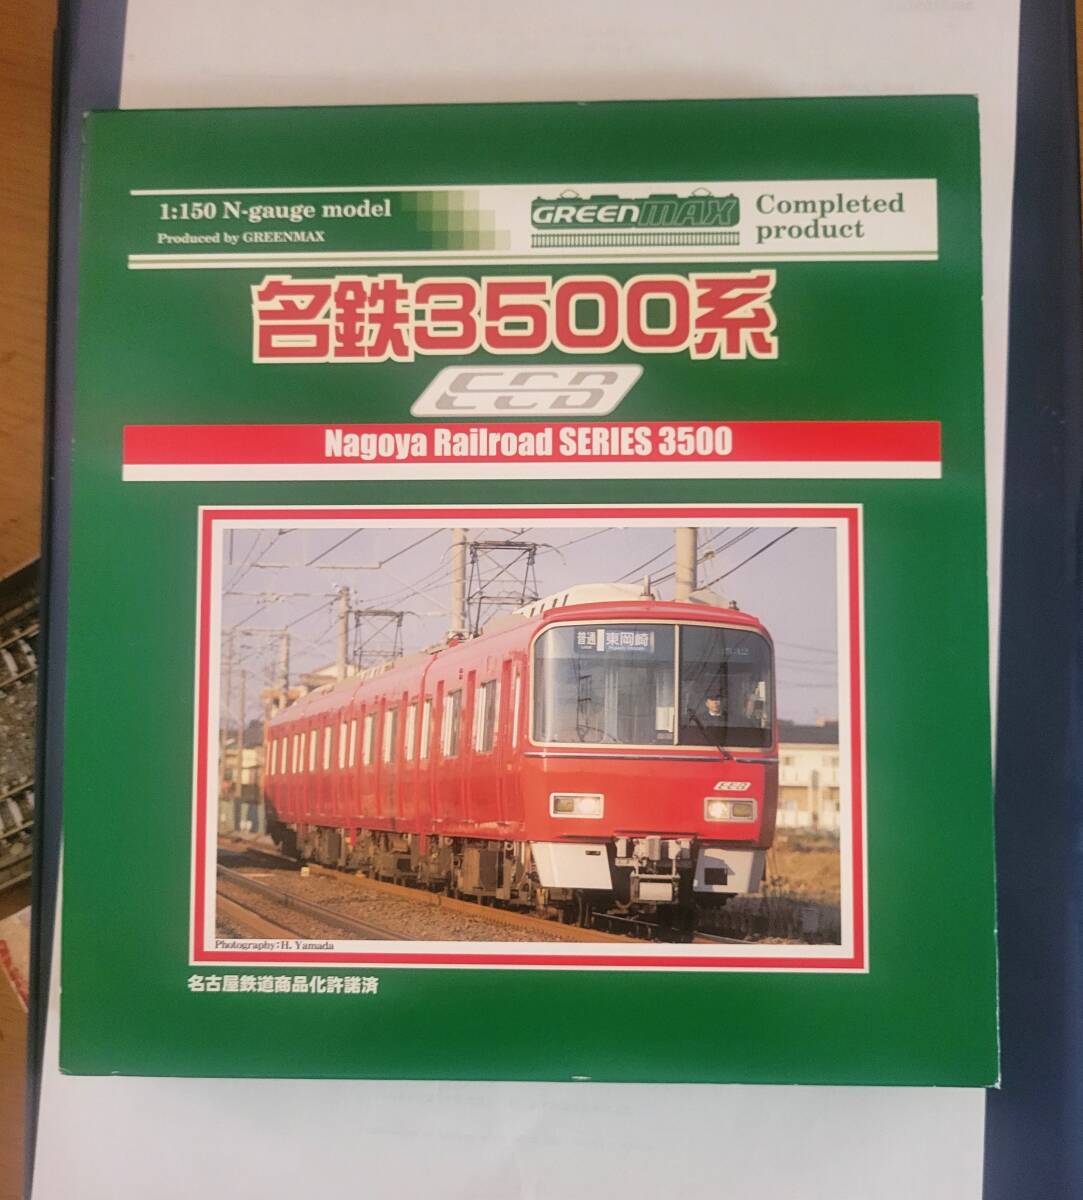 1:150 N-gauge model
Produced by GREENMAX
GREENMAX
Completed
product
名鉄3500系
ECB
Nagoya Railroad SERIES 3500
普通
東岡崎
ECB
Photography:H. Yamada
名古屋鉄道商品化許諾済